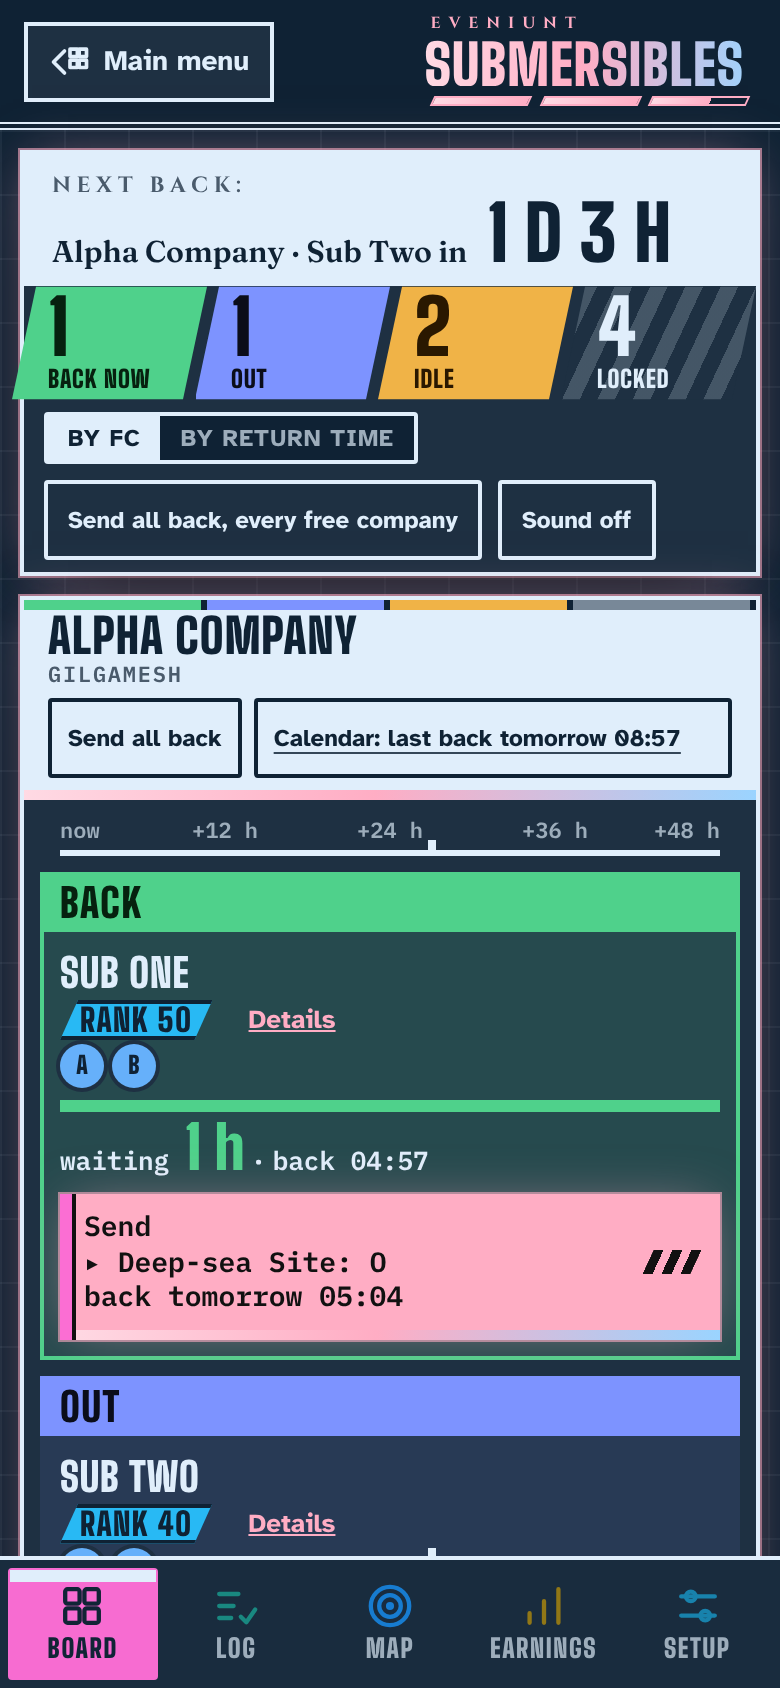 Main menu
EVENIUNT
SUBMERSIBLES
NEXT BACK:
Alpha Company · Sub Two in 1D 3H
1 BACK NOW
1 OUT
2 IDLE
4 LOCKED
BY FC
BY RETURN TIME
Send all back, every free company
Sound off
ALPHA COMPANY
GILGAMESH
Send all back
Calendar: last back tomorrow 08:57
now +12 h +24 h +36 h +48 h
BACK
SUB ONE
RANK 50 Details
A B
waiting 1h · back 04:57
Send
▸ Deep-sea Site: O
back tomorrow 05:04
OUT
SUB TWO
RANK 40 Details
BOARD LOG MAP EARNINGS SETUP